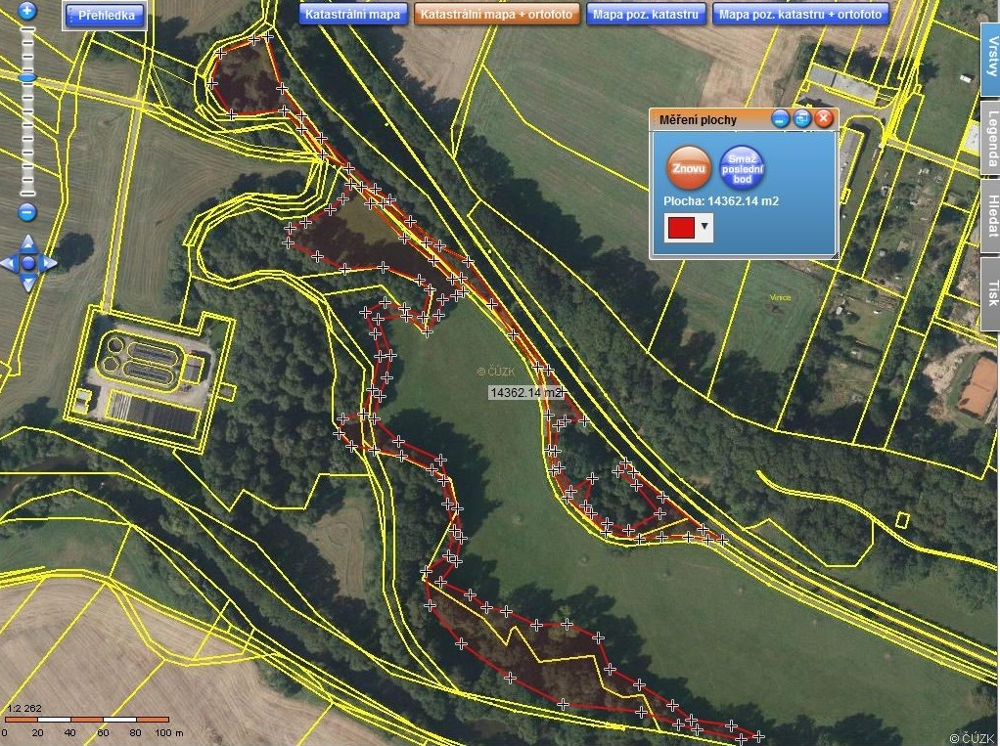 Přehledka
Katastrální mapa
Katastrální mapa + ortofoto
Mapa poz. katastru
Mapa poz. katastru + ortofoto
Vrstvy
Legenda
Hledat
Tisk
Měření plochy
Znovu
Smaž
poslední
bod
Plocha: 14362.14 m2
Vinice
© ČÚZK
14362.14 m2
1:2 262
0 20 40 60 80 100 m
© ČÚZK